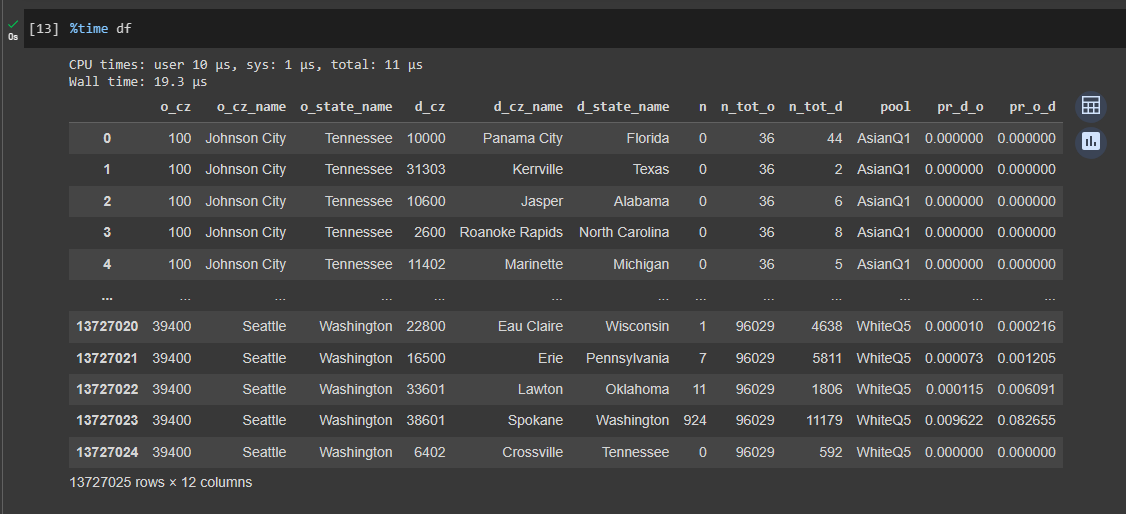 [13] %time df
0s
CPU times: user 10 µs, sys: 1 µs, total: 11 µs
Wall time: 19.3 µs
o_cz o_cz_name o_state_name d_cz d_cz_name d_state_name n n_tot_o n_tot_d pool pr_d_o pr_o_d
0 100 Johnson City Tennessee 10000 Panama City Florida 0 36 44 AsianQ1 0.000000 0.000000
1 100 Johnson City Tennessee 31303 Kerrville Texas 0 36 2 AsianQ1 0.000000 0.000000
2 100 Johnson City Tennessee 10600 Jasper Alabama 0 36 6 AsianQ1 0.000000 0.000000
3 100 Johnson City Tennessee 2600 Roanoke Rapids North Carolina 0 36 8 AsianQ1 0.000000 0.000000
4 100 Johnson City Tennessee 11402 Marinette Michigan 0 36 5 AsianQ1 0.000000 0.000000
... ... ... ... ... ... ... ... ... ... ... ... ...
13727020 39400 Seattle Washington 22800 Eau Claire Wisconsin 1 96029 4638 WhiteQ5 0.000010 0.000216
13727021 39400 Seattle Washington 16500 Erie Pennsylvania 7 96029 5811 WhiteQ5 0.000073 0.001205
13727022 39400 Seattle Washington 33601 Lawton Oklahoma 11 96029 1806 WhiteQ5 0.000115 0.006091
13727023 39400 Seattle Washington 38601 Spokane Washington 924 96029 11179 WhiteQ5 0.009622 0.082655
13727024 39400 Seattle Washington 6402 Crossville Tennessee 0 96029 592 WhiteQ5 0.000000 0.000000
13727025 rows × 12 columns